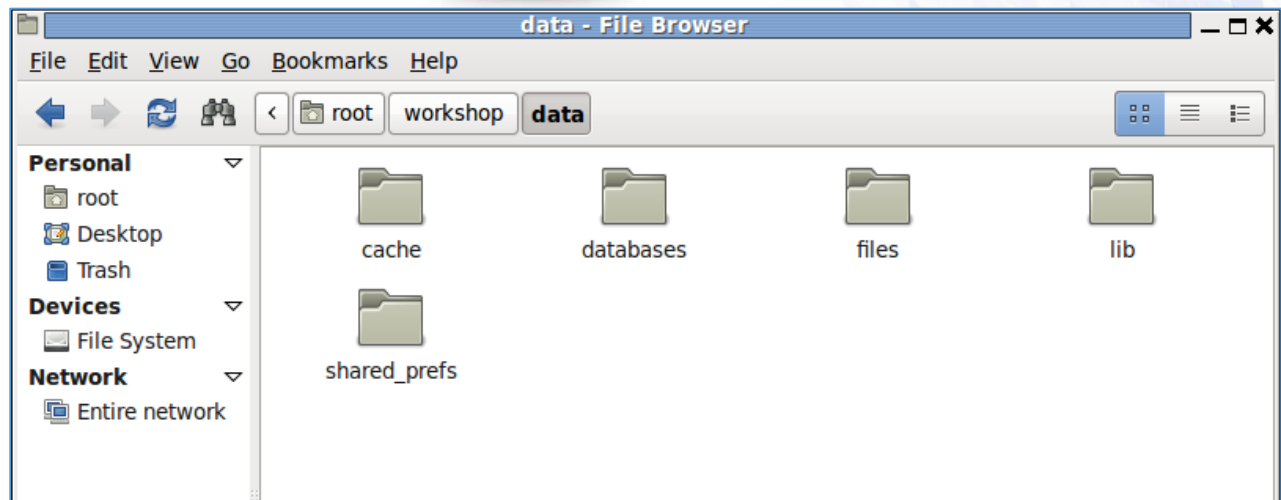 data - File Browser
File Edit View Go Bookmarks Help
root workshop data
Personal
root
Desktop
Trash
Devices
File System
Network
Entire network
cache databases files lib
shared_prefs